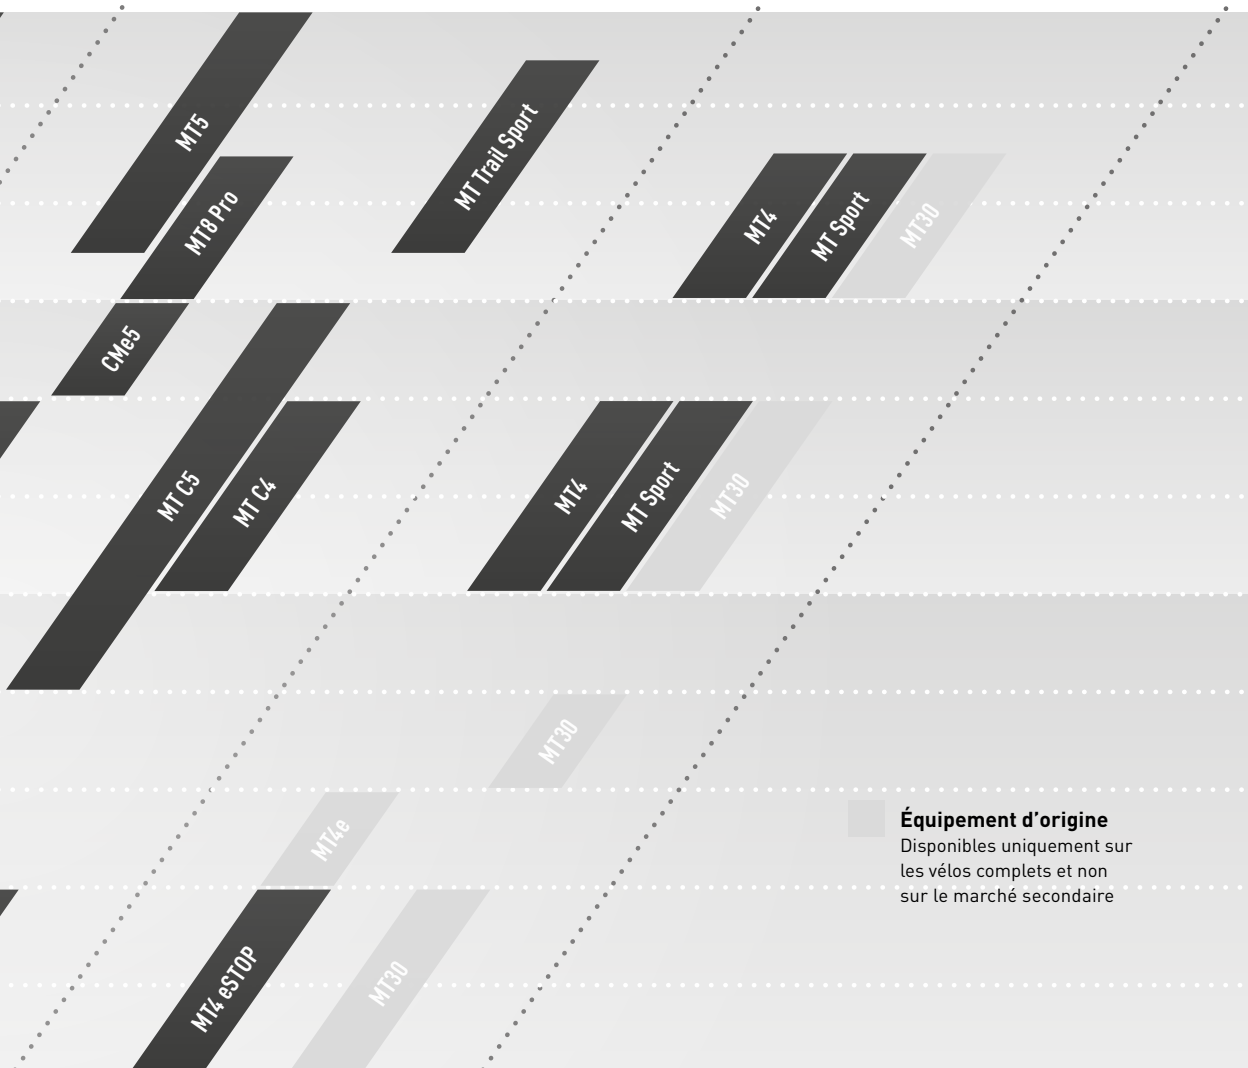 MT5
MT Trail Sport
MT8 Pro
MT4
MT Sport
MT30
CMe5
MT C5
MT C4
MT4
MT Sport
MT30
MT30
MT4e
Équipement d’origine
Disponibles uniquement sur
les vélos complets et non
sur le marché secondaire
MT4 eSTOP
MT30